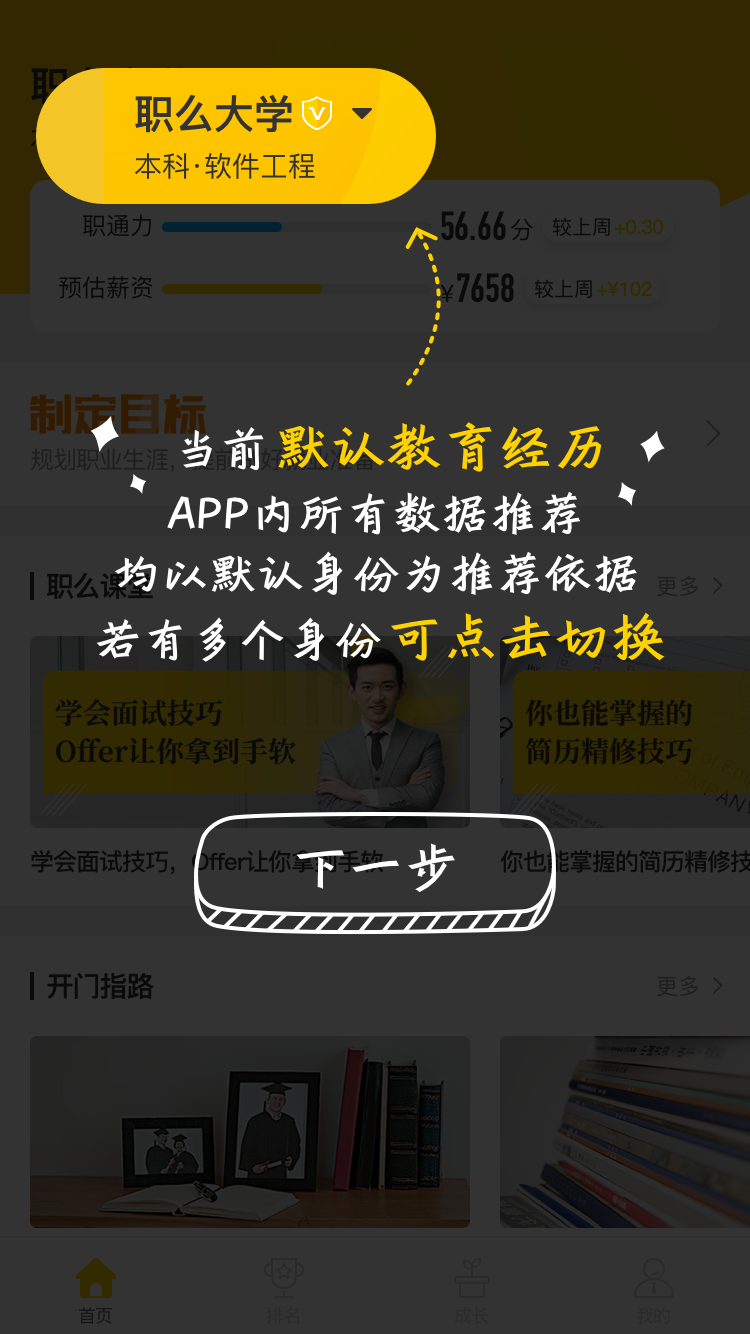 职么大学
本科·软件工程
职通力 56.66分 较上周+0.30
预估薪资 ¥7658 较上周+¥102
制定目标
规划职业生涯，提前
当前默认教育经历
APP内所有数据推荐
均以默认身份为推荐依据
若有多个身份可点击切换
职么课堂 更多
学会面试技巧
Offer让你拿到手软
你也能掌握的
简历精修技巧
学会面试技巧，Offer让你拿到手软
你也能掌握的简历精修技
下一步
开门指路 更多
首页 排名 成长 我的